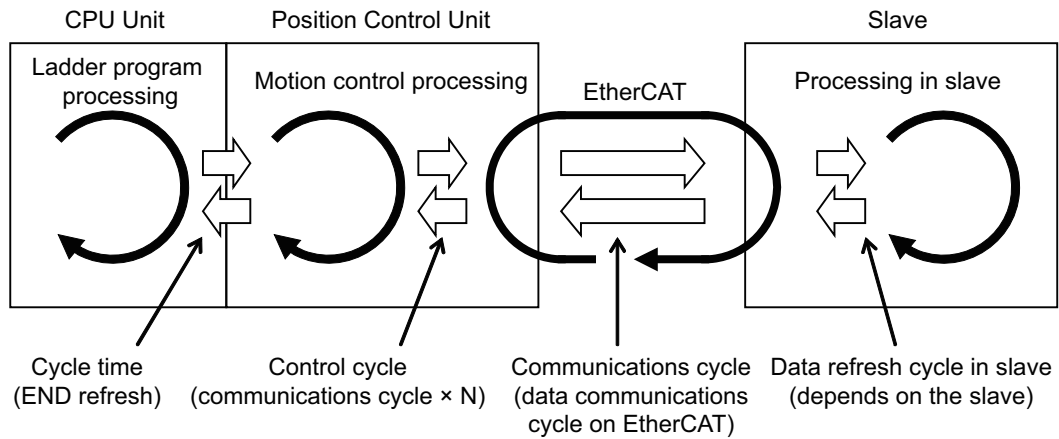 CPU Unit
Position Control Unit
Slave
Ladder program
processing
Motion control processing
EtherCAT
Processing in slave
Cycle time
(END refresh)
Control cycle
(communications cycle × N)
Communications cycle
(data communications
cycle on EtherCAT)
Data refresh cycle in slave
(depends on the slave)